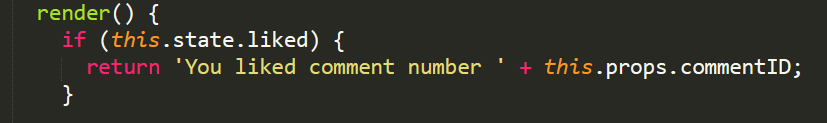 render() {
if (this.state.liked) {
return 'You liked comment number ' + this.props.commentID;
}